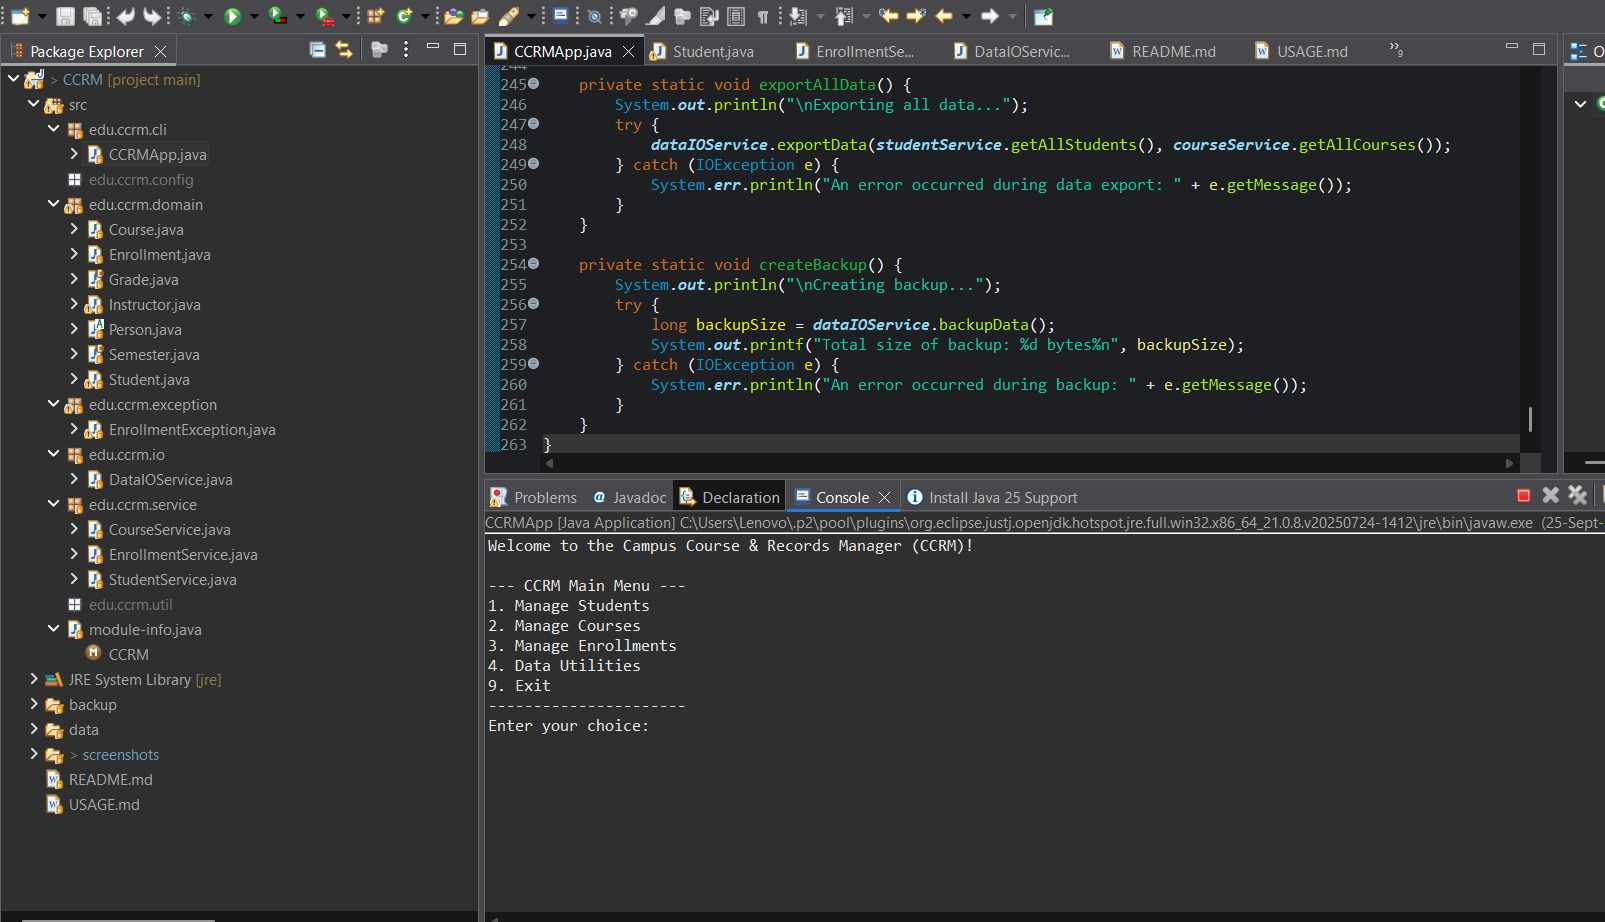 Package Explorer
> CCRM [project main]
src
edu.ccrm.cli
CCRMApp.java
edu.ccrm.config
edu.ccrm.domain
Course.java
Enrollment.java
Grade.java
Instructor.java
Person.java
Semester.java
Student.java
edu.ccrm.exception
EnrollmentException.java
edu.ccrm.io
DataIOService.java
edu.ccrm.service
CourseService.java
EnrollmentService.java
StudentService.java
edu.ccrm.util
module-info.java
CCRM
JRE System Library [jre]
backup
data
> screenshots
README.md
USAGE.md
CCRMApp.java Student.java EnrollmentSe... DataIOServic... README.md USAGE.md »9 O
244
245 private static void exportAllData() {
246 System.out.println("\nExporting all data...");
247 try {
248 dataIOService.exportData(studentService.getAllStudents(), courseService.getAllCourses());
249 } catch (IOException e) {
250 System.err.println("An error occurred during data export: " + e.getMessage());
251 }
252 }
253
254 private static void createBackup() {
255 System.out.println("\nCreating backup...");
256 try {
257 long backupSize = dataIOService.backupData();
258 System.out.printf("Total size of backup: %d bytes%n", backupSize);
259 } catch (IOException e) {
260 System.err.println("An error occurred during backup: " + e.getMessage());
261 }
262 }
263 }
Problems @ Javadoc Declaration Console Install Java 25 Support
CCRMApp [Java Application] C:\Users\Lenovo\.p2\pool\plugins\org.eclipse.justj.openjdk.hotspot.jre.full.win32.x86_64_21.0.8.v20250724-1412\jre\bin\javaw.exe (25-Sept-
Welcome to the Campus Course & Records Manager (CCRM)!
--- CCRM Main Menu ---
1. Manage Students
2. Manage Courses
3. Manage Enrollments
4. Data Utilities
9. Exit
----------------------
Enter your choice: